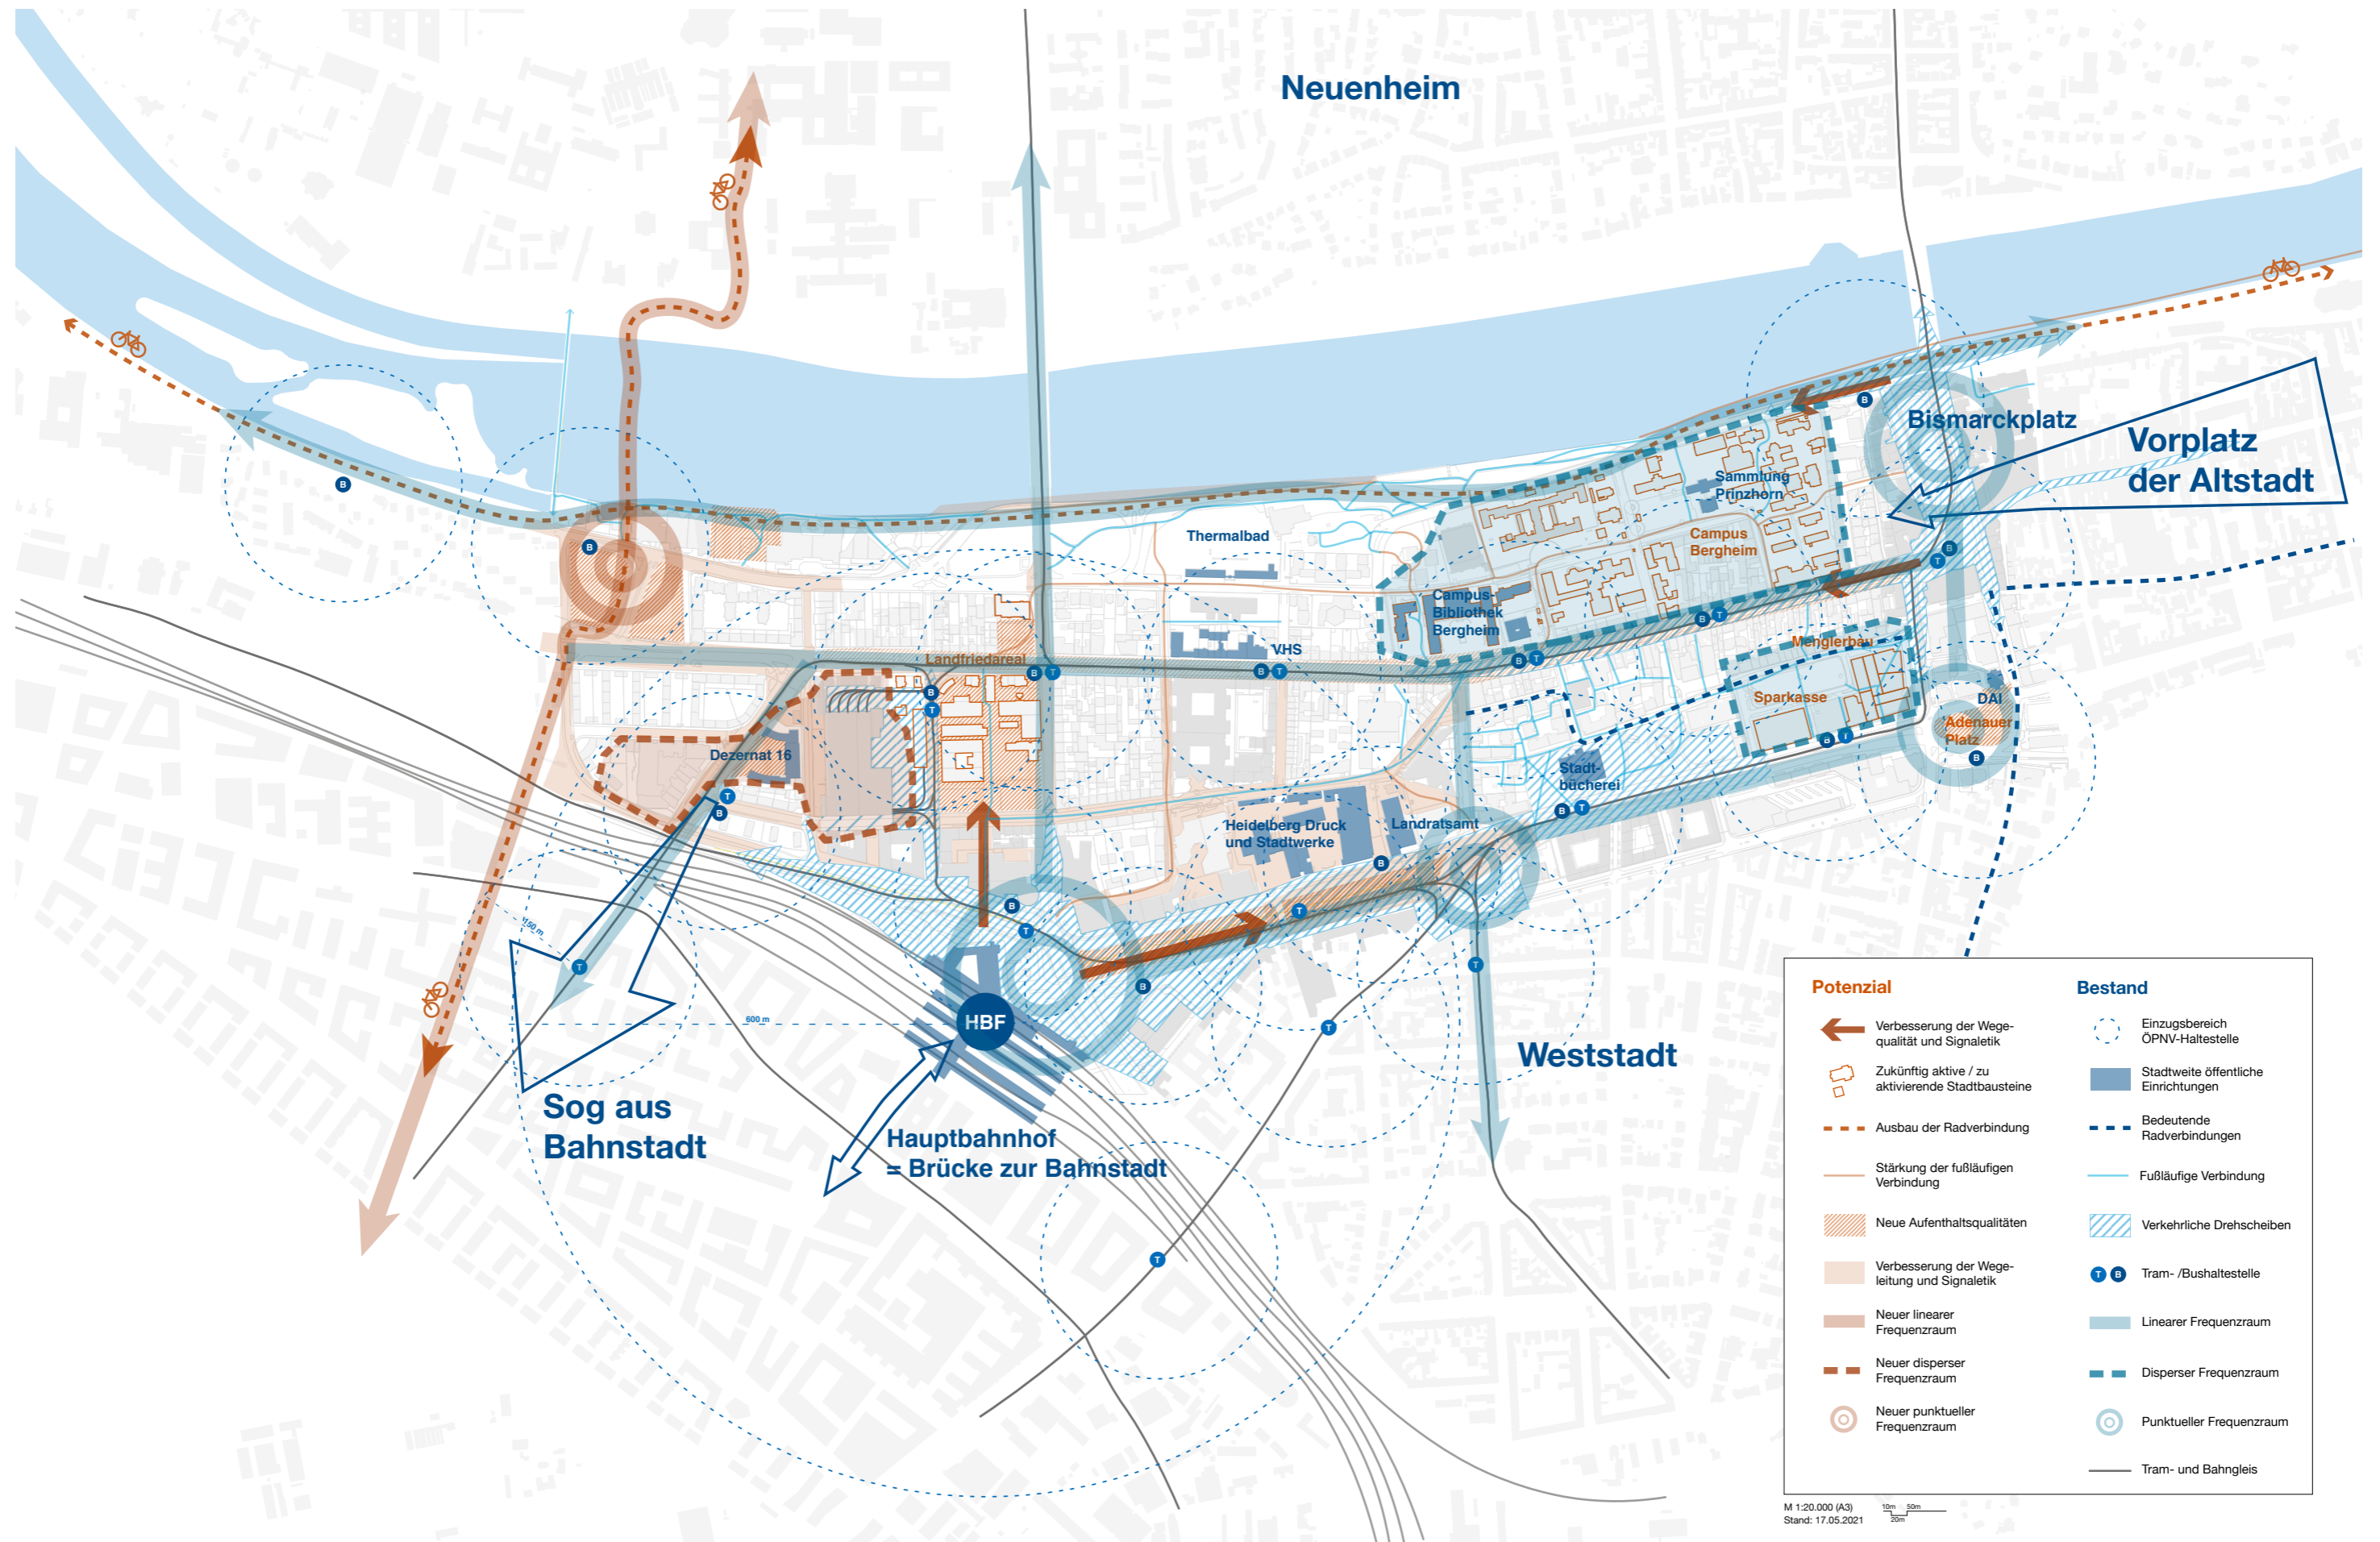 Neuenheim
Bismarckplatz
Vorplatz
der Altstadt
Sammlung
Prinzhorn
Campus
Bergheim
Thermalbad
Campus-
Bibliothek
Bergheim
VHS
Menglerbau
Landfriedareal
Sparkasse
DAI
Adenauer
Platz
Dezernat 16
Stadt-
bücherei
Heidelberg Druck
und Stadtwerke
Landratsamt
150 m
600 m
HBF
Weststadt
Sog aus
Bahnstadt
Hauptbahnhof
= Brücke zur Bahnstadt
B
B
B
B
T
B
T
B
T
B
T
B
T
B
T
B
T
B
T
B
B
T
B
T
B
T
T
B
T
B
T
T
T
Potenzial
Verbesserung der Wege-
qualität und Signaletik
Zukünftig aktive / zu
aktivierende Stadtbausteine
Ausbau der Radverbindung
Stärkung der fußläufigen
Verbindung
Neue Aufenthaltsqualitäten
Verbesserung der Wege-
leitung und Signaletik
Neuer linearer
Frequenzraum
Neuer disperser
Frequenzraum
Neuer punktueller
Frequenzraum
Bestand
Einzugsbereich
ÖPNV-Haltestelle
Stadtweite öffentliche
Einrichtungen
Bedeutende
Radverbindungen
Fußläufige Verbindung
Verkehrliche Drehscheiben
T B Tram- /Bushaltestelle
Linearer Frequenzraum
Disperser Frequenzraum
Punktueller Frequenzraum
Tram- und Bahngleis
M 1:20.000 (A3)
Stand: 17.05.2021
10m 50m
20m